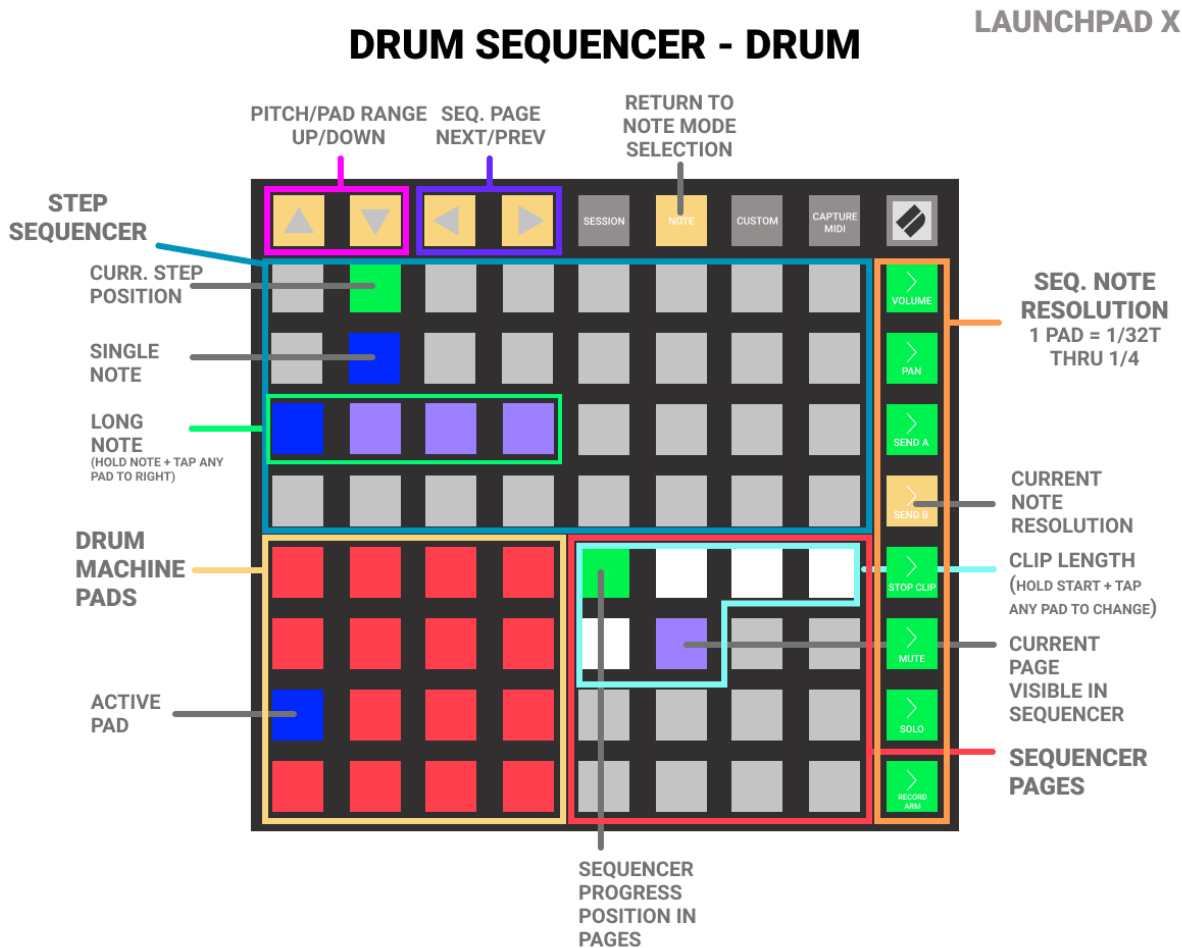 LAUNCHPAD X
DRUM SEQUENCER - DRUM
PITCH/PAD RANGE
UP/DOWN
SEQ. PAGE
NEXT/PREV
RETURN TO
NOTE MODE
SELECTION
STEP
SEQUENCER
SESSION
NOTE
CUSTOM
CAPTURE
MIDI
CURR. STEP
POSITION
SINGLE
NOTE
LONG
NOTE
(HOLD NOTE + TAP ANY
PAD TO RIGHT)
DRUM
MACHINE
PADS
ACTIVE
PAD
VOLUME
PAN
SEND A
SEND B
STOP CLIP
MUTE
SOLO
RECORD
ARM
SEQ. NOTE
RESOLUTION
1 PAD = 1/32T
THRU 1/4
CURRENT
NOTE
RESOLUTION
CLIP LENGTH
(HOLD START + TAP
ANY PAD TO CHANGE)
CURRENT
PAGE
VISIBLE IN
SEQUENCER
SEQUENCER
PAGES
SEQUENCER
PROGRESS
POSITION IN
PAGES